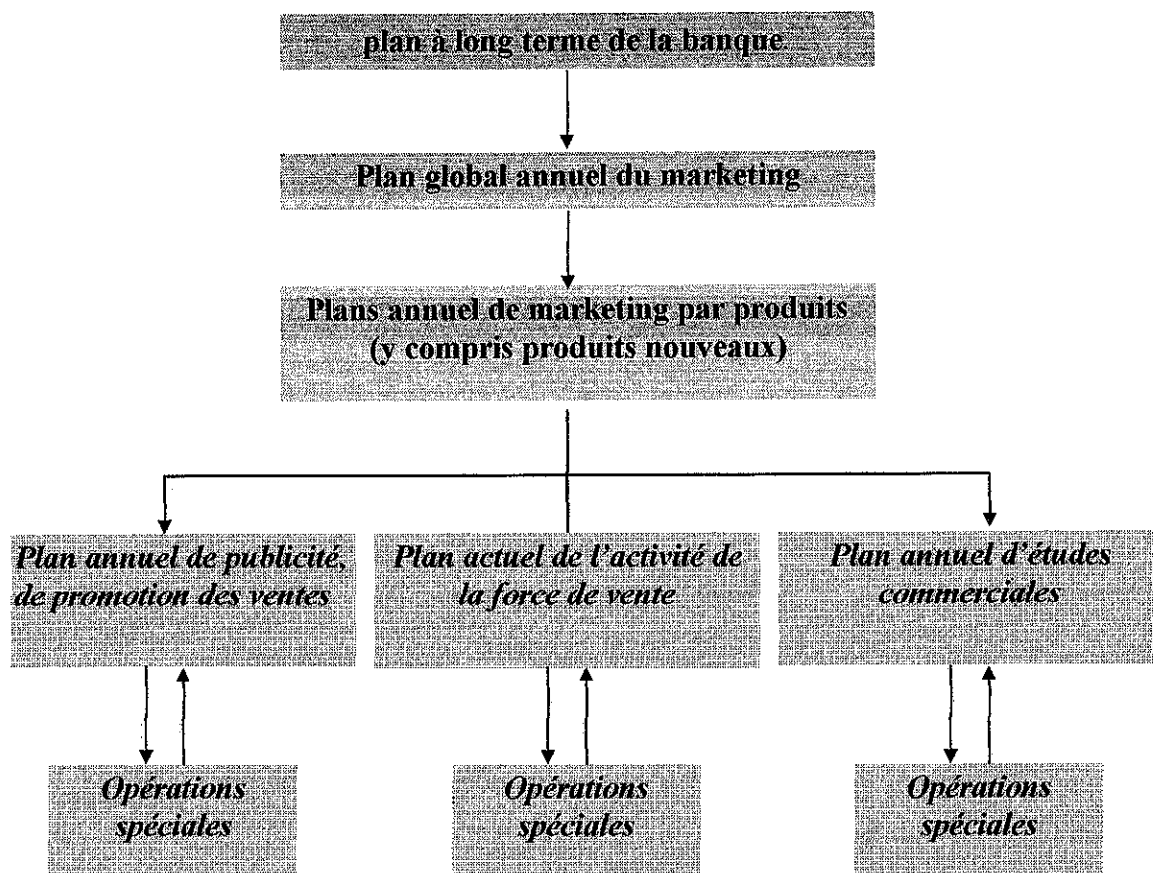 plan à long terme de la banque
Plan global annuel du marketing
Plans annuel de marketing par produits
(y compris produits nouveaux)
Plan annuel de publicité,
de promotion des ventes
Plan actuel de l'activité de
la force de vente
Plan annuel d'études
commerciales
Opérations
spéciales
Opérations
spéciales
Opérations
spéciales